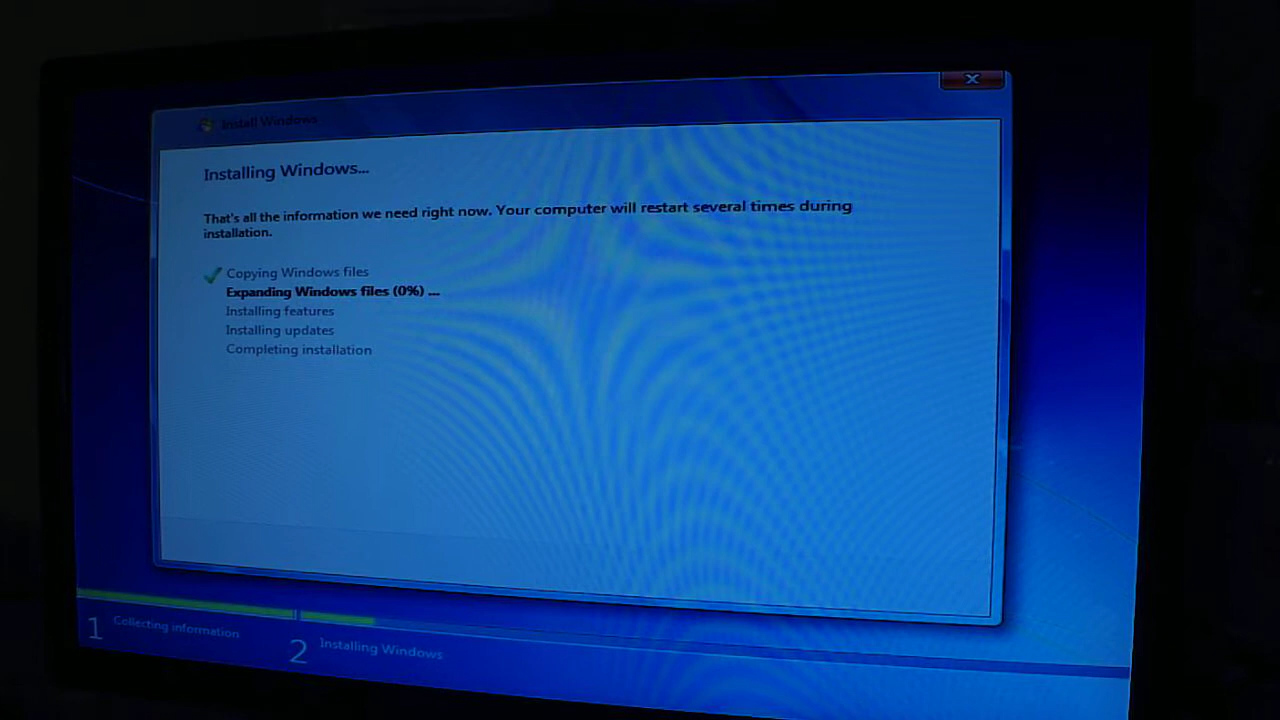 Install Windows
Installing Windows...
That's all the information we need right now. Your computer will restart several times during
installation.
Copying Windows files
Expanding Windows files (0%) ...
Installing features
Installing updates
Completing installation
1 Collecting information
2 Installing Windows